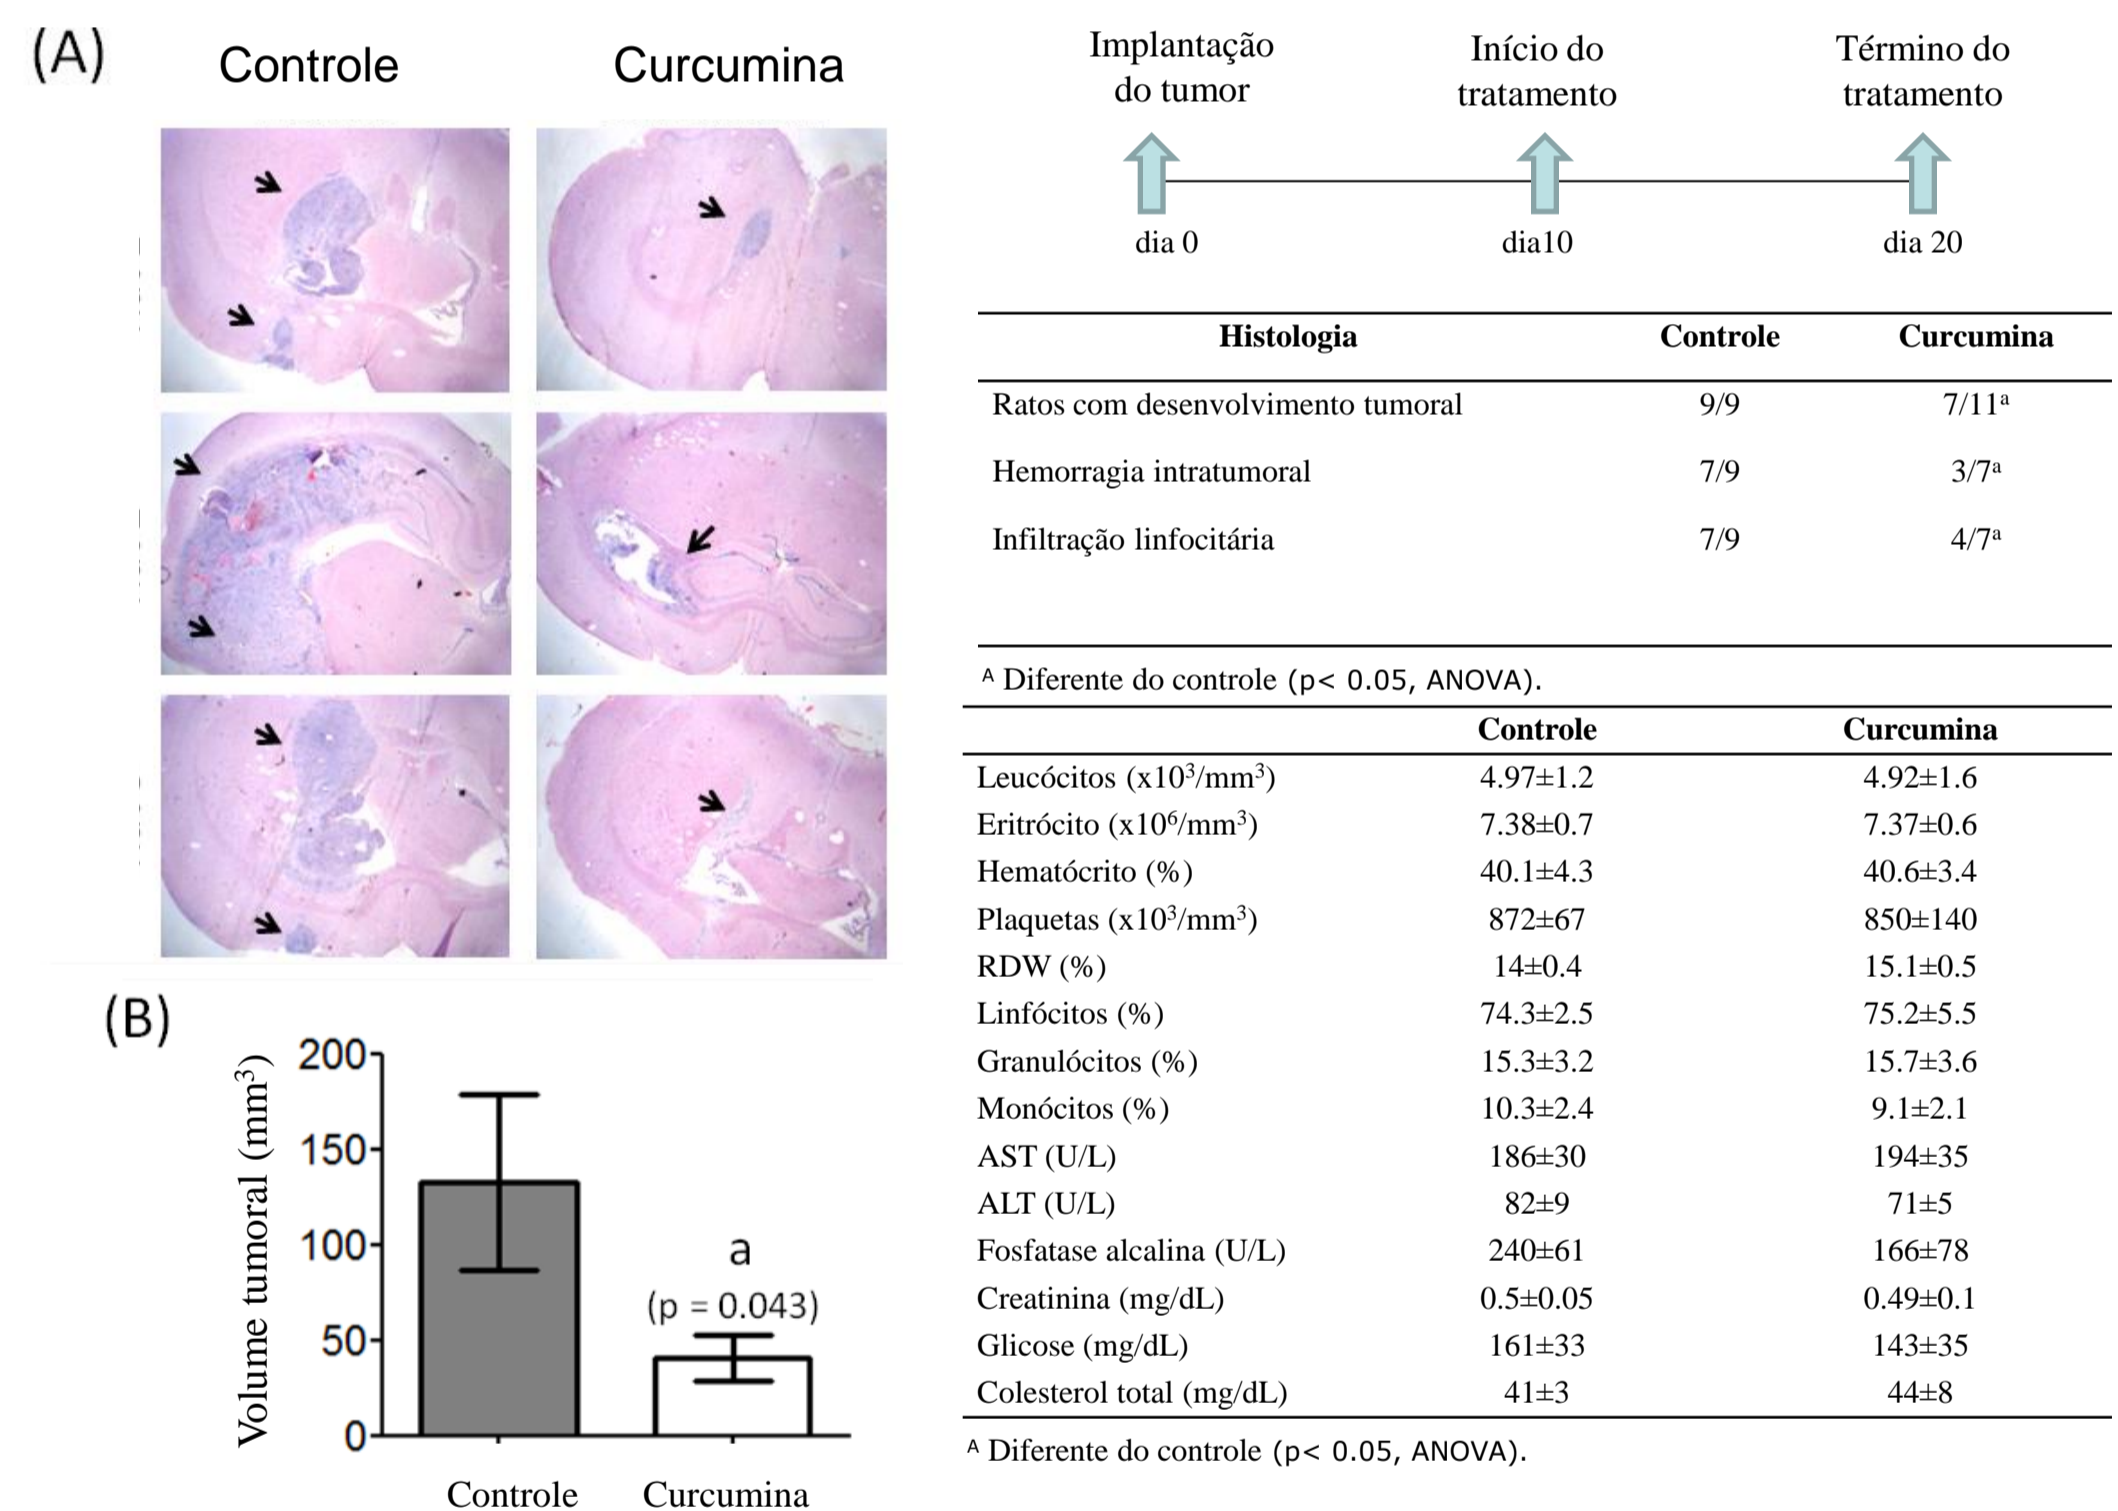 (A)
Controle
Curcumina
(B)
Volume tumoral (mm³)
200
150
100
50
0
a
(p = 0.043)
Controle
Curcumina
Implantação
do tumor
Início do
tratamento
Término do
tratamento
dia 0
dia10
dia 20
Histologia Controle Curcumina
Ratos com desenvolvimento tumoral 9/9 7/11ᵃ
Hemorragia intratumoral 7/9 3/7ᵃ
Infiltração linfocitária 7/9 4/7ᵃ
ᴬ Diferente do controle (p< 0.05, ANOVA).
Controle Curcumina
Leucócitos (x10³/mm³) 4.97±1.2 4.92±1.6
Eritrócito (x10⁶/mm³) 7.38±0.7 7.37±0.6
Hematócrito (%) 40.1±4.3 40.6±3.4
Plaquetas (x10³/mm³) 872±67 850±140
RDW (%) 14±0.4 15.1±0.5
Linfócitos (%) 74.3±2.5 75.2±5.5
Granulócitos (%) 15.3±3.2 15.7±3.6
Monócitos (%) 10.3±2.4 9.1±2.1
AST (U/L) 186±30 194±35
ALT (U/L) 82±9 71±5
Fosfatase alcalina (U/L) 240±61 166±78
Creatinina (mg/dL) 0.5±0.05 0.49±0.1
Glicose (mg/dL) 161±33 143±35
Colesterol total (mg/dL) 41±3 44±8
ᴬ Diferente do controle (p< 0.05, ANOVA).